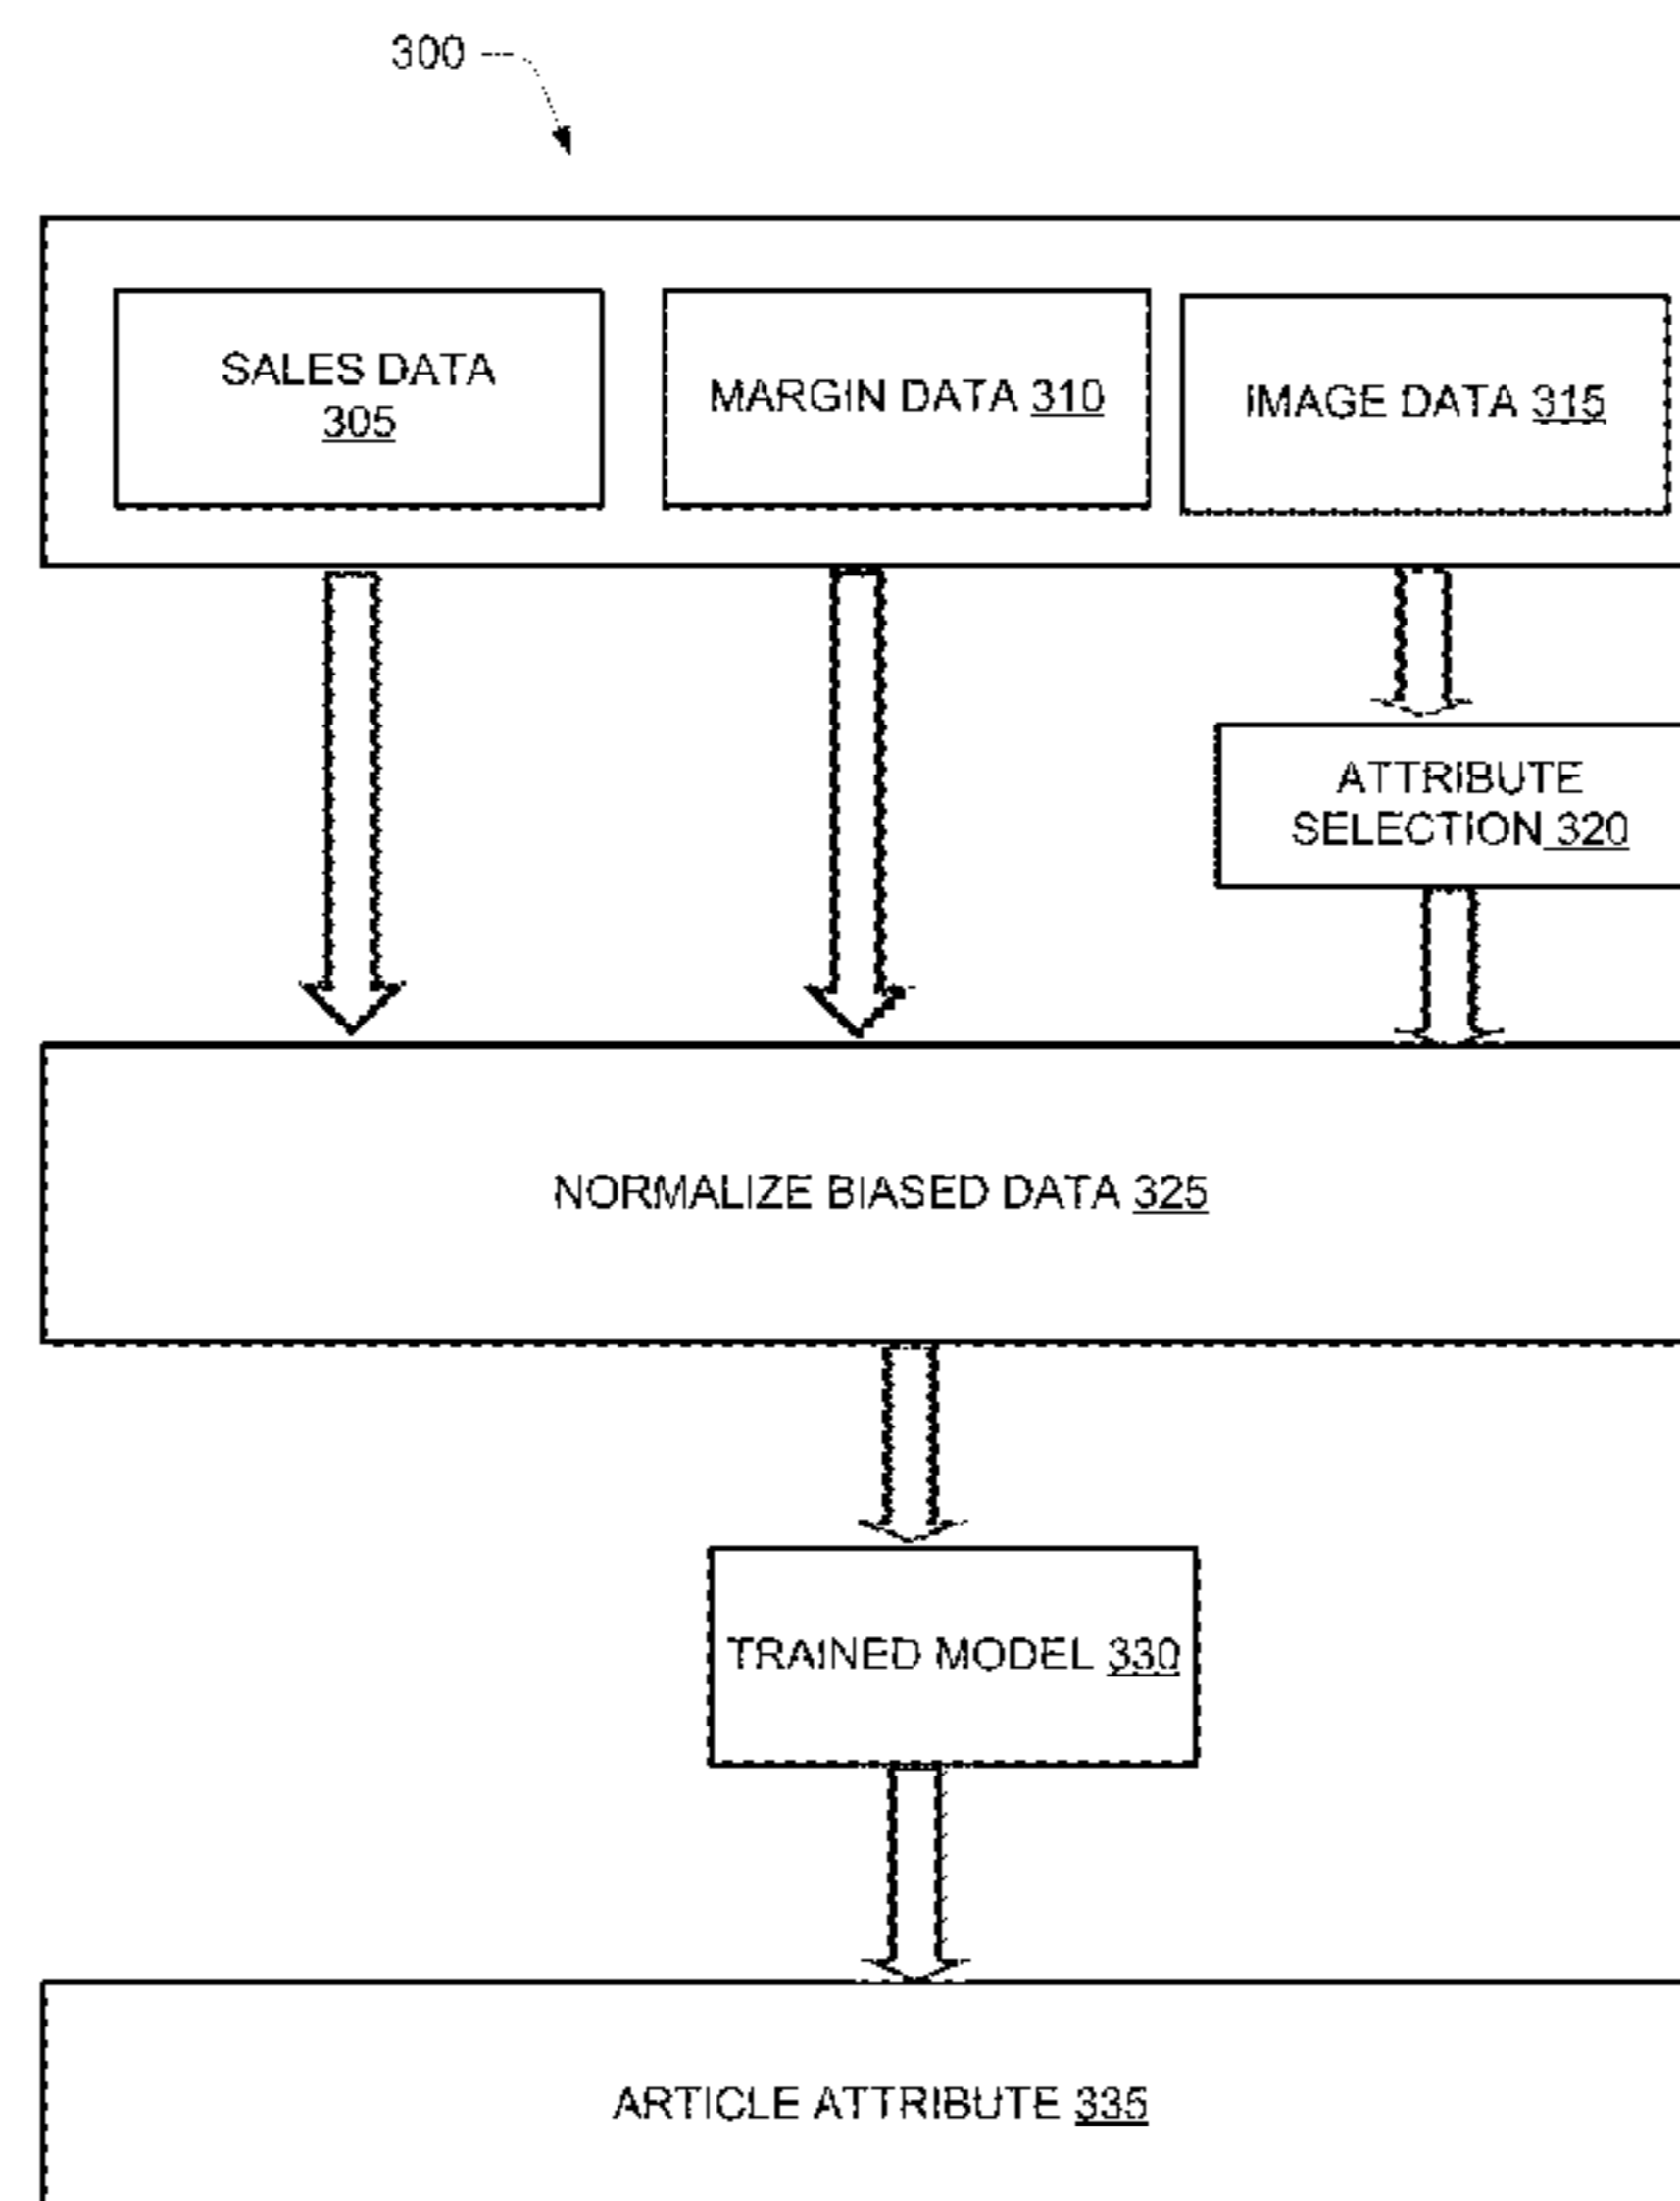 300
SALES DATA
305
MARGIN DATA 310
IMAGE DATA 315
ATTRIBUTE
SELECTION 320
NORMALIZE BIASED DATA 325
TRAINED MODEL 330
ARTICLE ATTRIBUTE 335